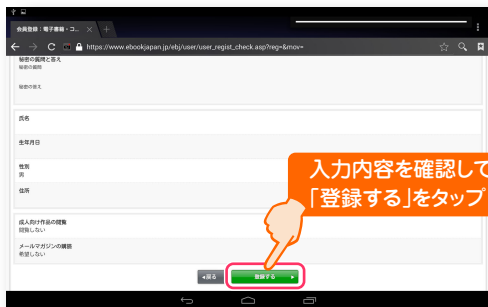 会員登録：電子書籍・コ...
https://www.ebookjapan.jp/ebj/user/user_regist_check.asp?reg=&mov=
秘密の質問と答え
秘密の質問
秘密の答え
氏名
生年月日
性別
男
住所
成人向け作品の閲覧
閲覧しない
メールマガジンの購読
希望しない
入力内容を確認して
「登録する」をタップ
戻る
登録する